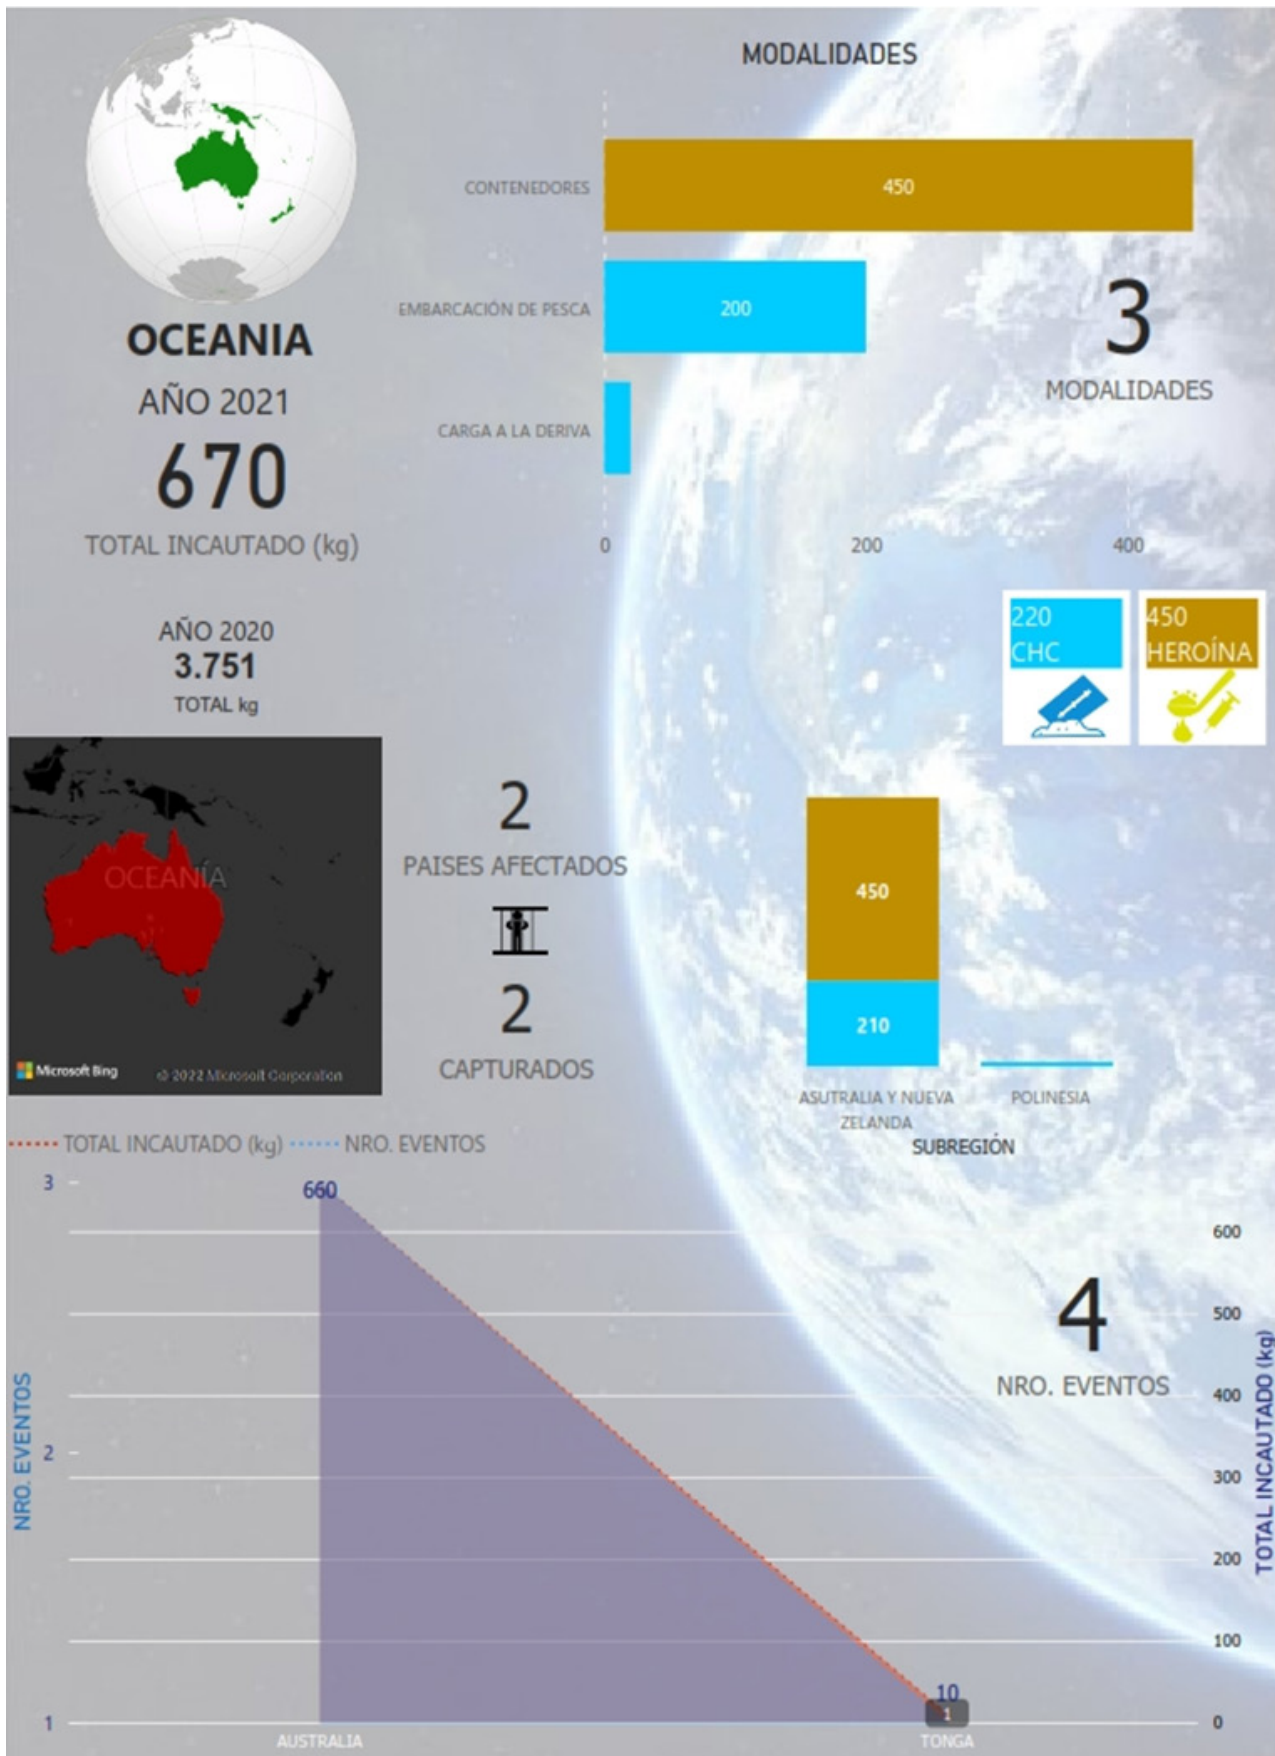 OCEANIA
AÑO 2021
670
TOTAL INCAUTADO (kg)
AÑO 2020
3.751
TOTAL kg
MODALIDADES
CONTENEDORES
450
EMBARCACIÓN DE PESCA
200
CARGA A LA DERIVA
0
200
400
3
MODALIDADES
220
CHC
450
HEROÍNA
OCEANÍA
Microsoft Bing
© 2022 Microsoft Corporation
2
PAISES AFECTADOS
2
CAPTURADOS
450
210
ASUTRALIA Y NUEVA
ZELANDA
POLINESIA
SUBREGIÓN
TOTAL INCAUTADO (kg)
NRO. EVENTOS
3
2
1
NRO. EVENTOS
660
10
1
AUSTRALIA
TONGA
4
NRO. EVENTOS
600
500
400
300
200
100
0
TOTAL INCAUTADO (kg)